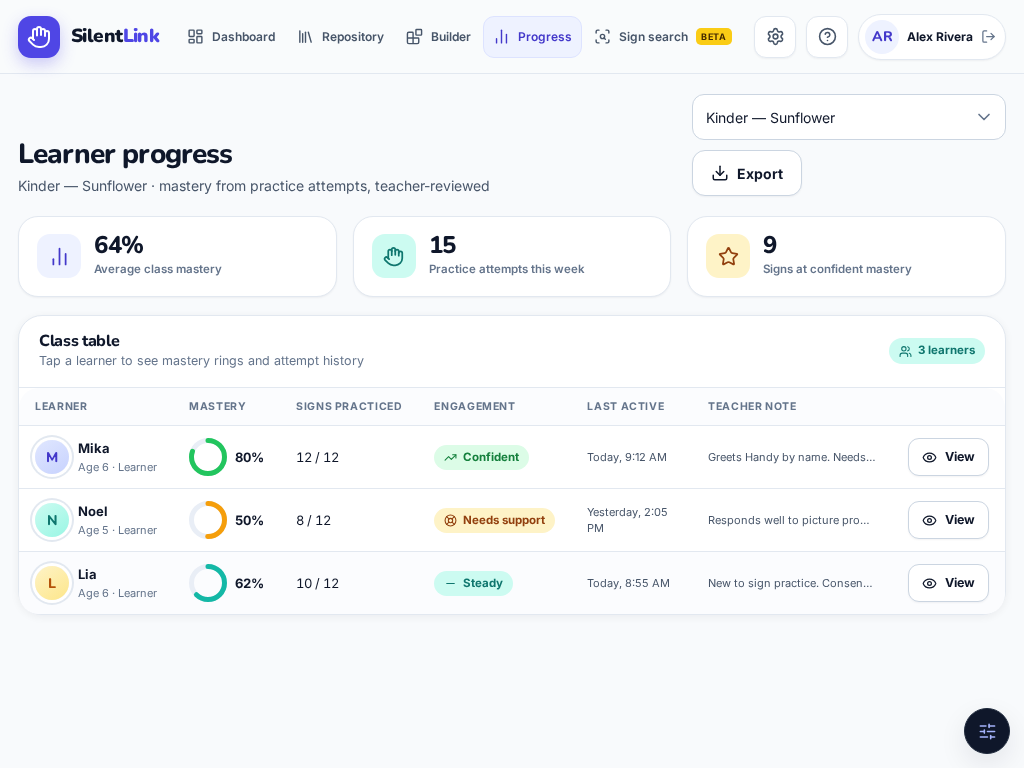 SilentLink
Dashboard
Repository
Builder
Progress
Sign search BETA
AR Alex Rivera
Kinder — Sunflower
Learner progress
Kinder — Sunflower · mastery from practice attempts, teacher-reviewed
Export
64%
Average class mastery
15
Practice attempts this week
9
Signs at confident mastery
Class table
Tap a learner to see mastery rings and attempt history
3 learners
LEARNER MASTERY SIGNS PRACTICED ENGAGEMENT LAST ACTIVE TEACHER NOTE
M Mika
Age 6 · Learner
80% 12 / 12 Confident Today, 9:12 AM Greets Handy by name. Needs... View
N Noel
Age 5 · Learner
50% 8 / 12 Needs support Yesterday, 2:05
PM
Responds well to picture pro... View
L Lia
Age 6 · Learner
62% 10 / 12 Steady Today, 8:55 AM New to sign practice. Consen... View